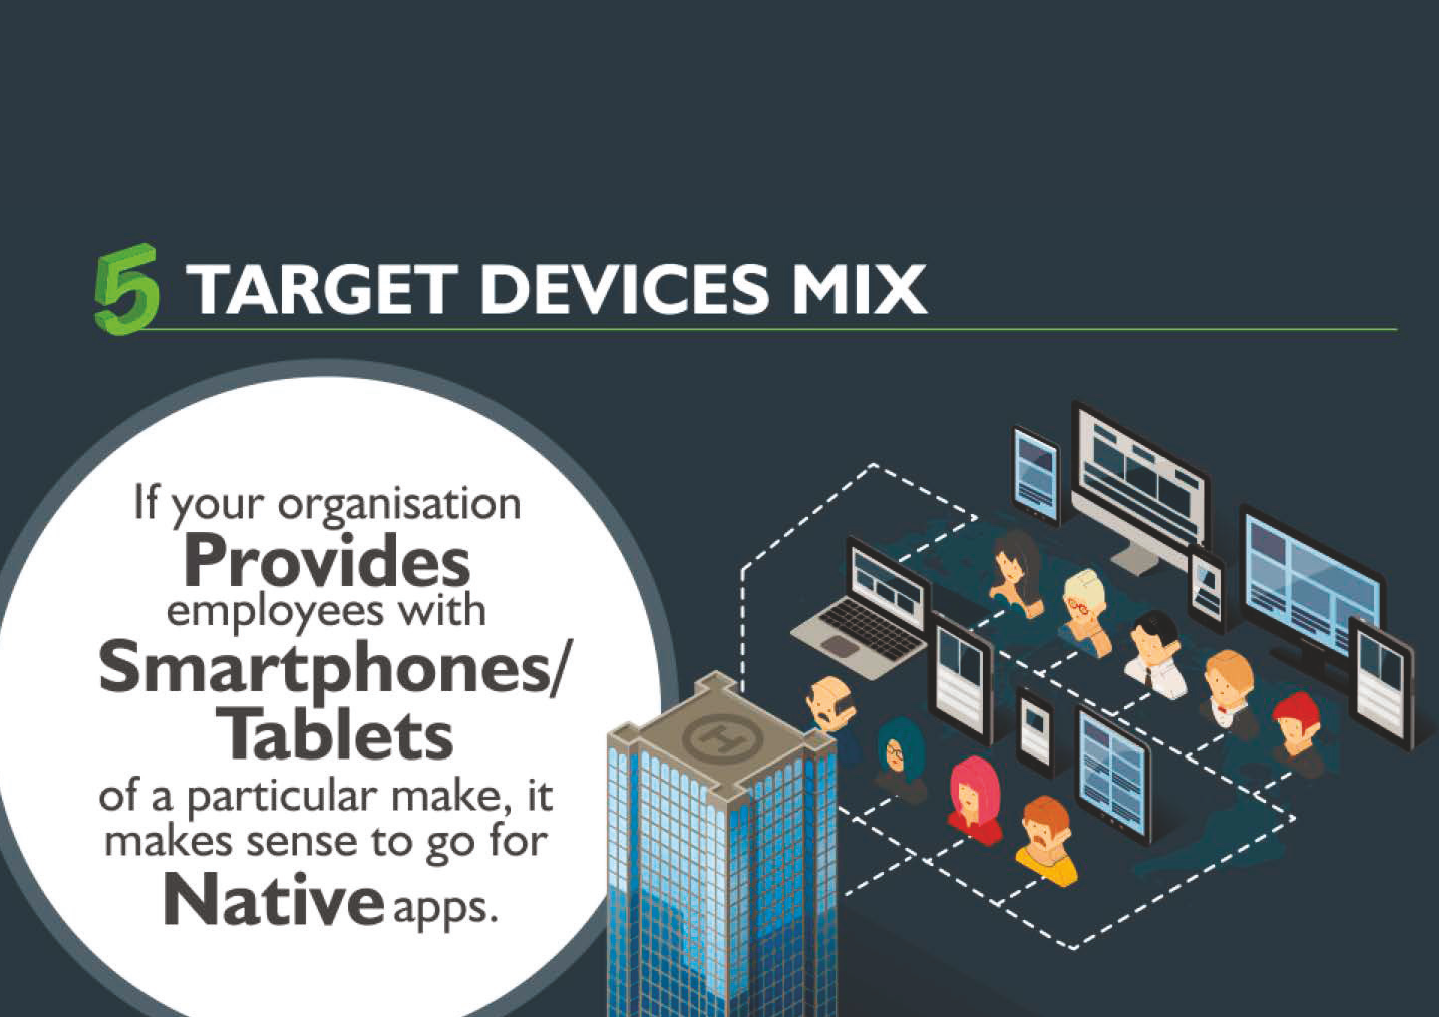 5 TARGET DEVICES MIX
If your organisation
Provides
employees with
Smartphones/
Tablets
of a particular make, it
makes sense to go for
Native apps.
H